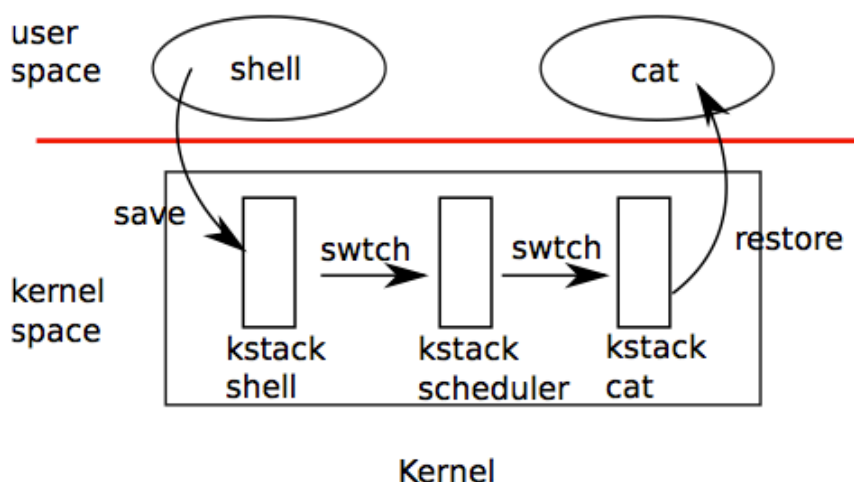 user
space
shell
cat
save
swtch
swtch
restore
kernel
space
kstack
shell
kstack
scheduler
kstack
cat
Kernel